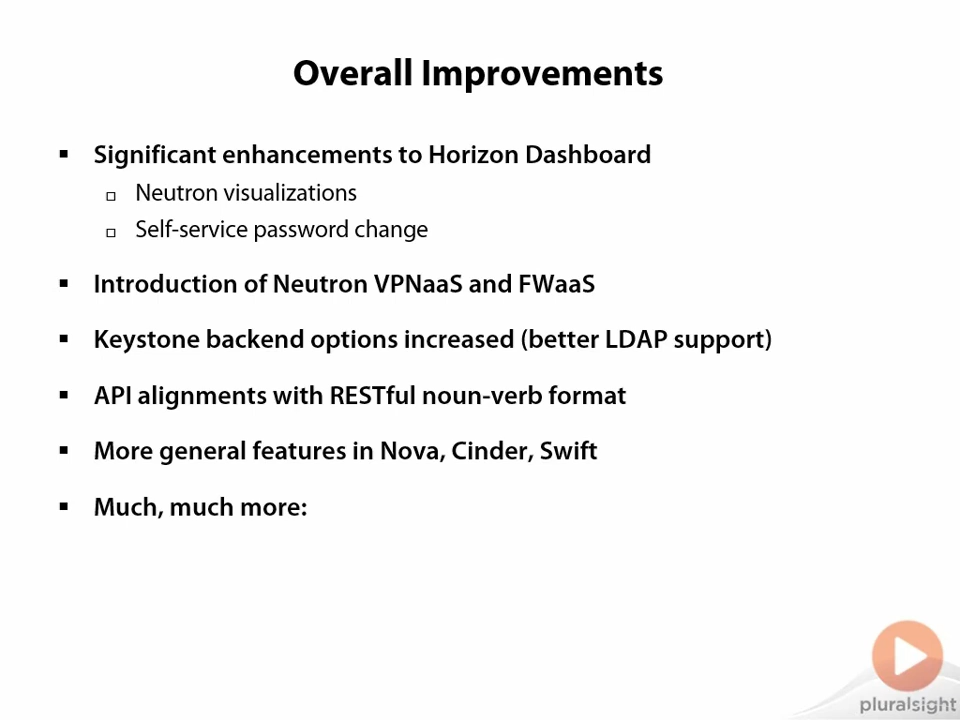 Overall Improvements
Significant enhancements to Horizon Dashboard
Neutron visualizations
Self-service password change
Introduction of Neutron VPNaaS and FWaaS
Keystone backend options increased (better LDAP support)
API alignments with RESTful noun-verb format
More general features in Nova, Cinder, Swift
Much, much more:
pluralsight